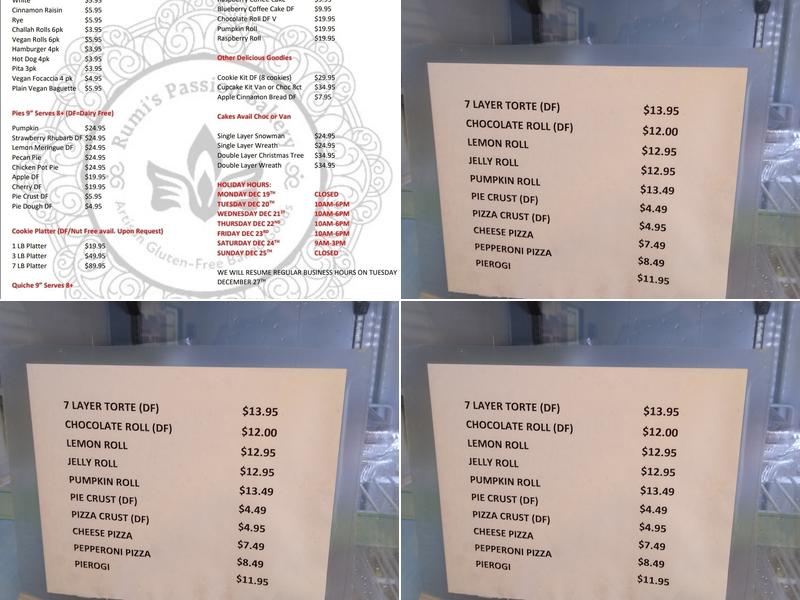 White $5.95
Cinnamon Raisin $5.95
Rye $5.95
Challah Rolls 6pk $3.95
Vegan Rolls 6pk $5.95
Hamburger 4pk $3.95
Hot Dog 4pk $3.95
Pita 3pk $3.95
Vegan Focaccia 4 pk $4.95
Plain Vegan Baguette $5.95
Pies 9” Serves 8+ (DF=Dairy Free)
Pumpkin $24.95
Strawberry Rhubarb DF $24.95
Lemon Meringue DF $24.95
Pecan Pie $24.95
Chicken Pot Pie $24.95
Apple DF $19.95
Cherry DF $19.95
Pie Crust DF $5.95
Pie Dough DF $4.95
Cookie Platter (DF/Nut Free avail. Upon Request)
1 LB Platter $19.95
3 LB Platter $49.95
7 LB Platter $89.95
Quiche 9” Serves 8+
Raspberry Coffee Cake $9.95
Blueberry Coffee Cake DF $9.95
Chocolate Roll DF V $19.95
Pumpkin Roll $19.95
Raspberry Roll $19.95
Other Delicious Goodies
Cookie Kit DF (8 cookies) $29.95
Cupcake Kit Van or Choc 8ct $34.95
Apple Cinnamon Bread DF $7.95
Cakes Avail Choc or Van
Single Layer Snowman $24.95
Single Layer Wreath $24.95
Double Layer Christmas Tree $34.95
Double Layer Wreath $34.95
HOLIDAY HOURS:
MONDAY DEC 19TH CLOSED
TUESDAY DEC 20TH 10AM-6PM
WEDNESDAY DEC 21ST 10AM-6PM
THURSDAY DEC 22ND 10AM-6PM
FRIDAY DEC 23RD 10AM-6PM
SATURDAY DEC 24TH 9AM-3PM
SUNDAY DEC 25TH CLOSED
WE WILL RESUME REGULAR BUSINESS HOURS ON TUESDAY
DECEMBER 27TH
Rumi's Passion Bakery
Artisan Gluten-Free Bakery
7 LAYER TORTE (DF) $13.95
CHOCOLATE ROLL (DF) $12.00
LEMON ROLL $12.95
JELLY ROLL $12.95
PUMPKIN ROLL $13.49
PIE CRUST (DF) $4.49
PIZZA CRUST (DF) $4.95
CHEESE PIZZA $7.49
PEPPERONI PIZZA $8.49
PIEROGI $11.95
7 LAYER TORTE (DF) $13.95
CHOCOLATE ROLL (DF) $12.00
LEMON ROLL $12.95
JELLY ROLL $12.95
PUMPKIN ROLL $13.49
PIE CRUST (DF) $4.49
PIZZA CRUST (DF) $4.95
CHEESE PIZZA $7.49
PEPPERONI PIZZA $8.49
PIEROGI $11.95
7 LAYER TORTE (DF) $13.95
CHOCOLATE ROLL (DF) $12.00
LEMON ROLL $12.95
JELLY ROLL $12.95
PUMPKIN ROLL $13.49
PIE CRUST (DF) $4.49
PIZZA CRUST (DF) $4.95
CHEESE PIZZA $7.49
PEPPERONI PIZZA $8.49
PIEROGI $11.95